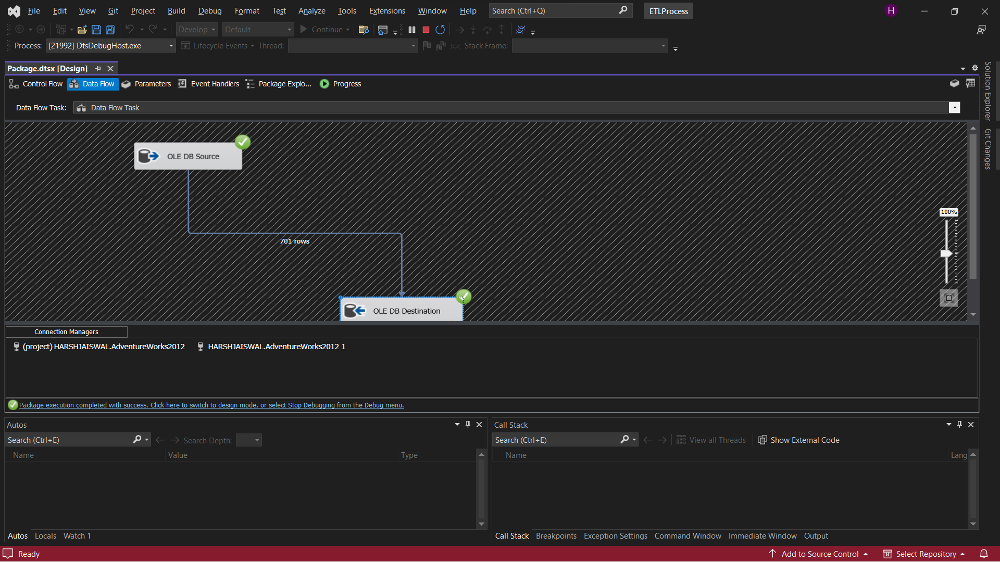 File Edit View Git Project Build Debug Format Test Analyze Tools Extensions Window Help Search (Ctrl+Q) ETLProcess H
Develop Default Continue
Process: [21992] DtsDebugHost.exe Lifecycle Events Thread: Stack Frame:
Package.dtsx [Design]
Control Flow Data Flow Parameters Event Handlers Package Explo... Progress
Data Flow Task: Data Flow Task
Solution Explorer
Git Changes
OLE DB Source
100%
701 rows
OLE DB Destination
Connection Managers
(project) HARSHJAISWAL.AdventureWorks2012 HARSHJAISWAL.AdventureWorks2012 1
Package execution completed with success. Click here to switch to design mode, or select Stop Debugging from the Debug menu.
Autos
Search (Ctrl+E) Search Depth:
Name Value Type
Autos Locals Watch 1
Call Stack
Search (Ctrl+E) View all Threads Show External Code
Name Lang
Call Stack Breakpoints Exception Settings Command Window Immediate Window Output
Ready Add to Source Control Select Repository